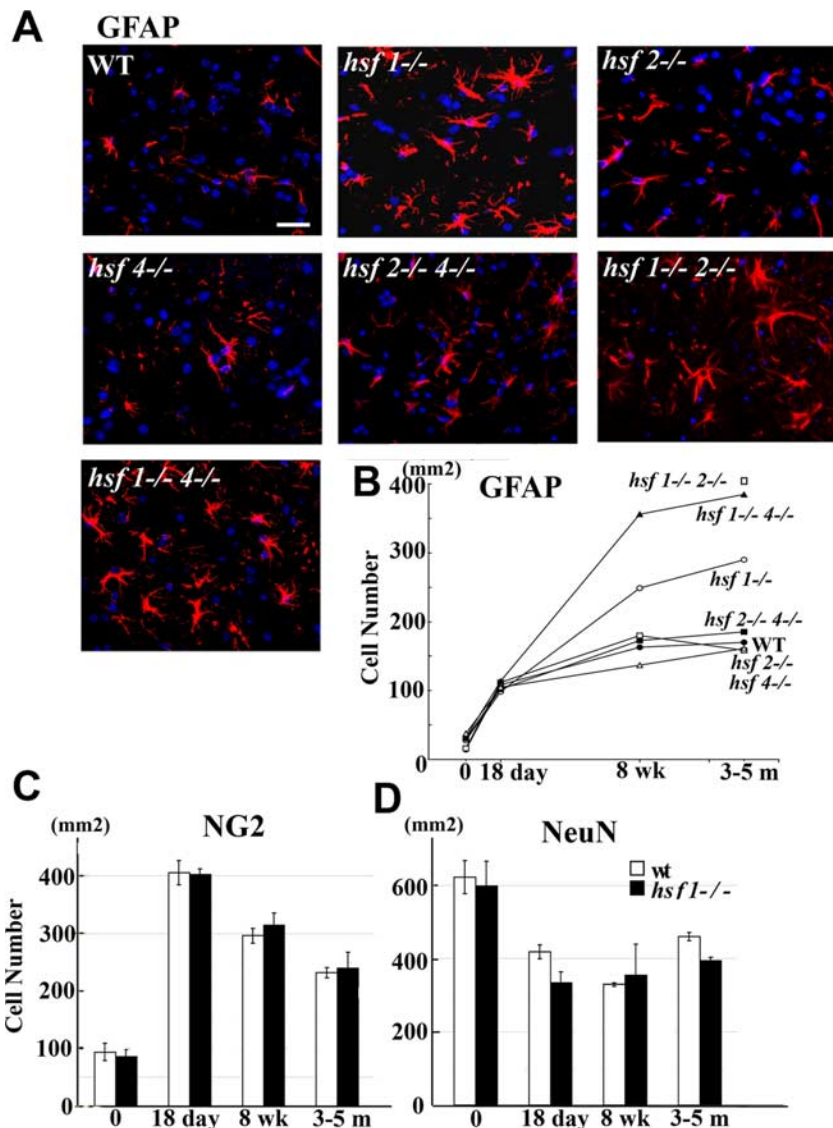 A
GFAP
WT
hsf 1-/-
hsf 2-/-
hsf 4-/-
hsf 2-/- 4-/-
hsf 1-/- 2-/-
hsf 1-/- 4-/-
B
(mm2)
GFAP
Cell Number
400
300
200
100
0
hsf 1-/- 2-/-
hsf 1-/- 4-/-
hsf 1-/-
hsf 2-/- 4-/-
WT
hsf 2-/-
hsf 4-/-
0 18 day 8 wk 3-5 m
C
NG2
(mm2)
Cell Number
400
300
200
100
0
0 18 day 8 wk 3-5 m
D
NeuN
(mm2)
wt
hsf1-/-
600
400
200
0
0 18 day 8 wk 3-5 m